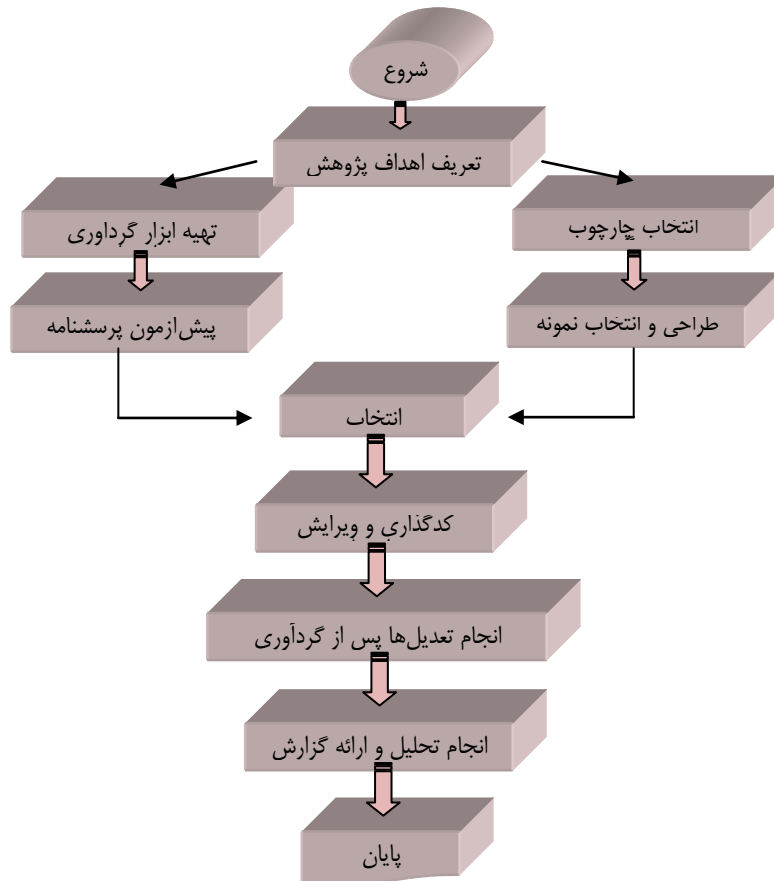 شروع
تعریف اهداف پژوهش
انتخاب چارچوب
تهیه ابزار گرداوری
طراحی و انتخاب نمونه
پیش‌ازمون پرسشنامه
انتخاب
کدگذاری و ویرایش
انجام تعدیل‌ها پس از گردآوری
انجام تحلیل و ارائه گزارش
پایان